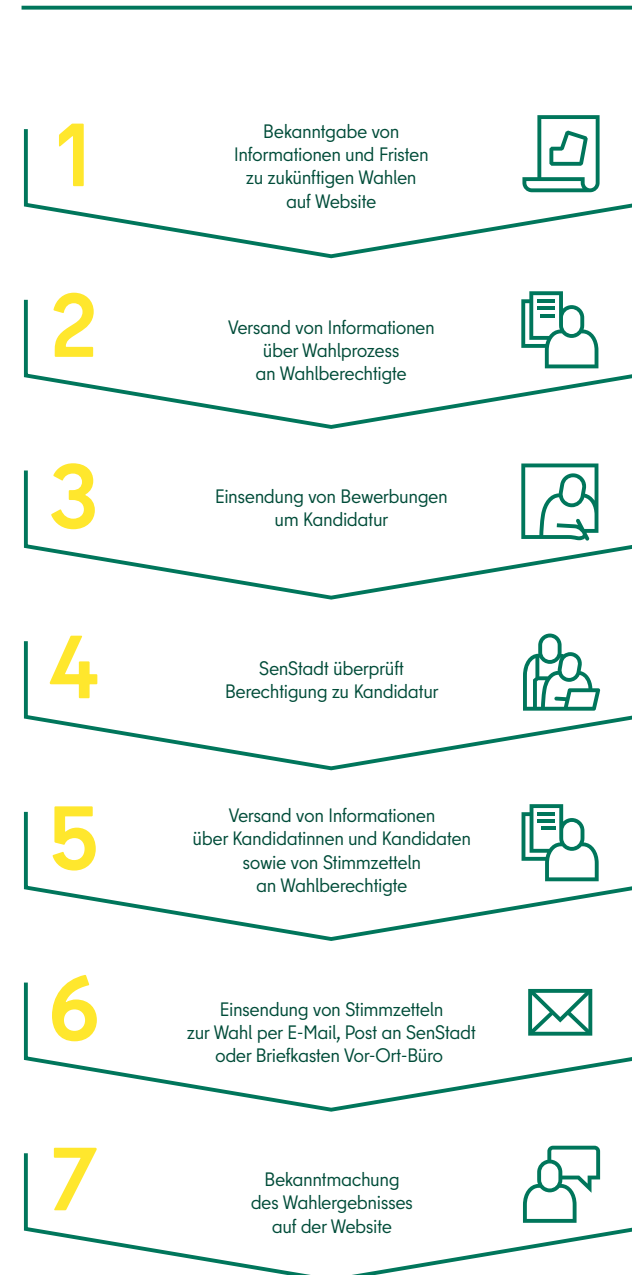 1
Bekanntgabe von
Informationen und Fristen
zu zukünftigen Wahlen
auf Website
2
Versand von Informationen
über Wahlprozess
an Wahlberechtigte
3
Einsendung von Bewerbungen
um Kandidatur
4
SenStadt überprüft
Berechtigung zu Kandidatur
5
Versand von Informationen
über Kandidatinnen und Kandidaten
sowie von Stimmzetteln
an Wahlberechtigte
6
Einsendung von Stimmzetteln
zur Wahl per E-Mail, Post an SenStadt
oder Briefkasten Vor-Ort-Büro
7
Bekanntmachung
des Wahlergebnisses
auf der Website